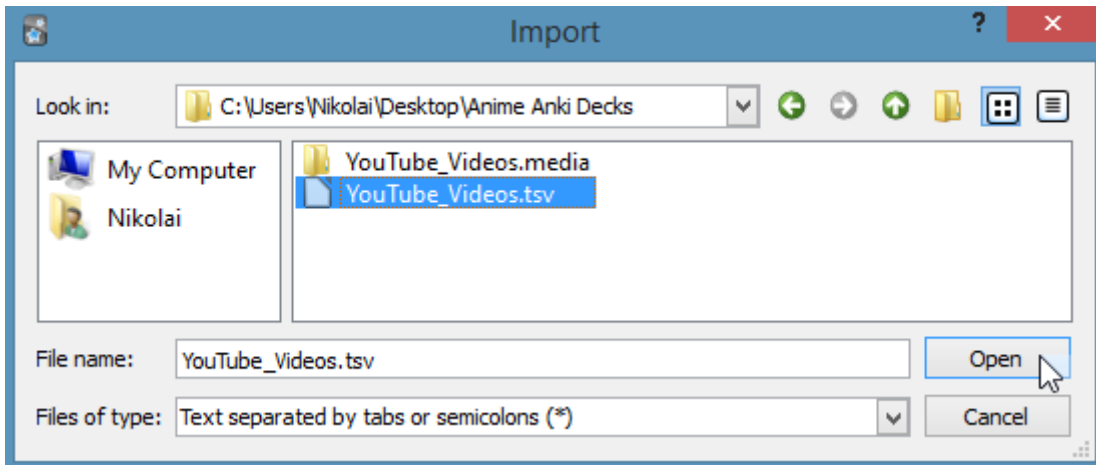 Import
?
Look in:
C:\Users\Nikolai\Desktop\Anime Anki Decks
My Computer
Nikolai
YouTube_Videos.media
YouTube_Videos.tsv
File name:
YouTube_Videos.tsv
Open
Files of type:
Text separated by tabs or semicolons (*)
Cancel